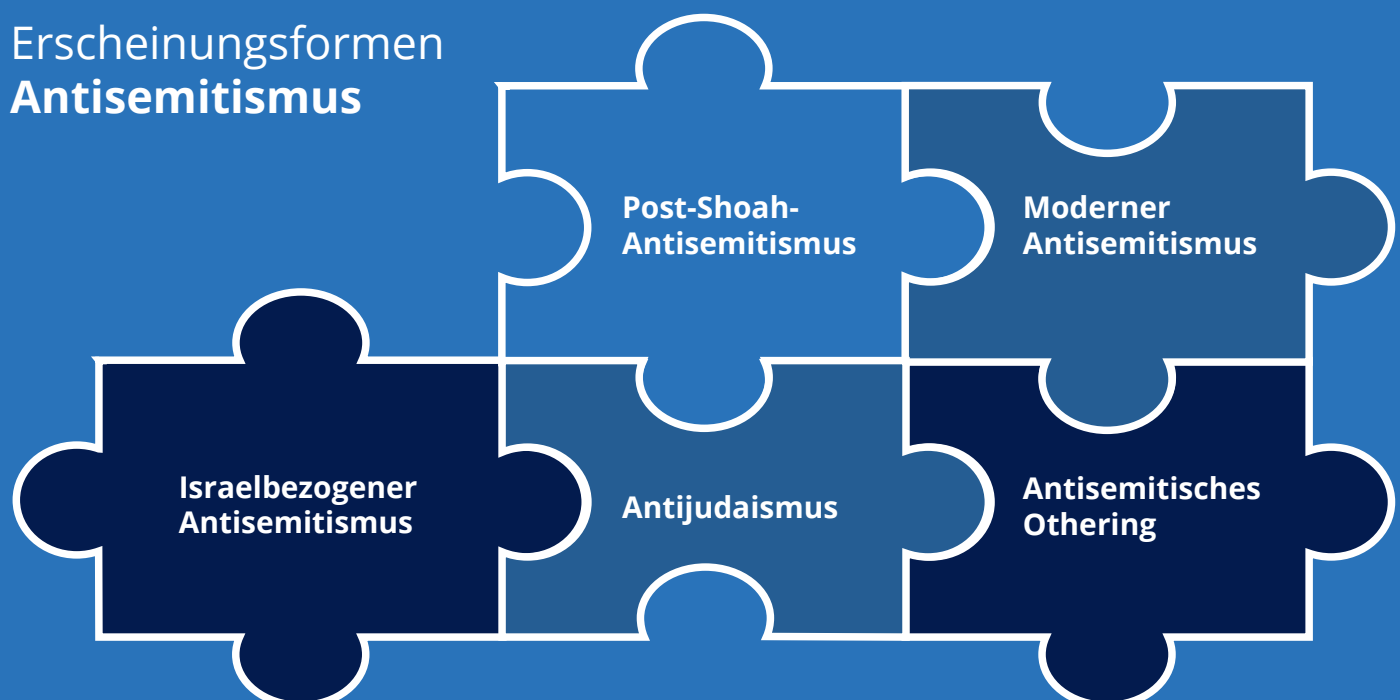 Erscheinungsformen
Antisemitismus
Post-Shoah-
Antisemitismus
Moderner
Antisemitismus
Israelbezogener
Antisemitismus
Antijudaismus
Antisemitisches
Othering